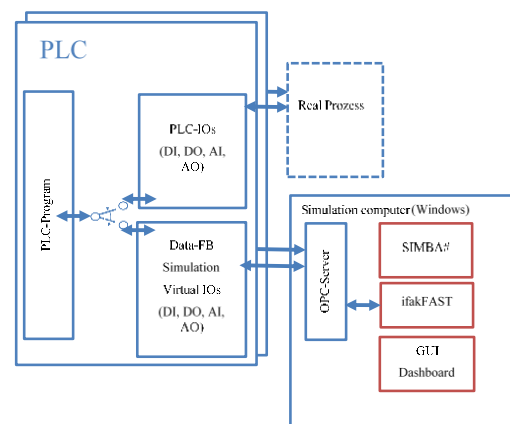 PLC
PLC-Program
PLC-IOs
(DI, DO, AI,
AO)
Data-FB
Simulation
Virtual IOs
(DI, DO, AI,
AO)
Real Prozess
Simulation computer (Windows)
OPC-Server
SIMBA#
ifakFAST
GUI
Dashboard